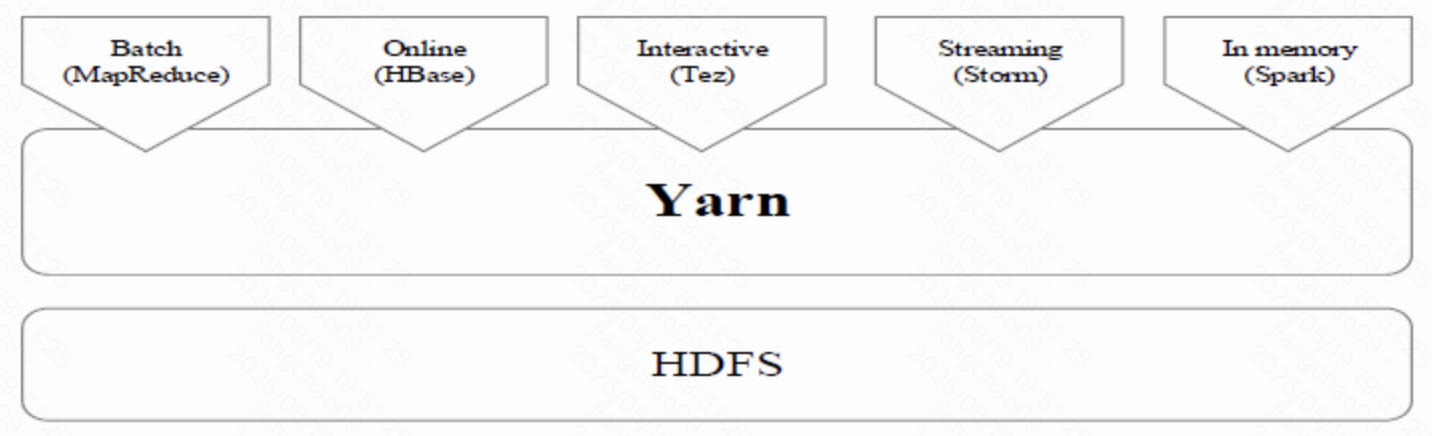 Batch
(MapReduce)
Online
(HBase)
Interactive
(Tez)
Streaming
(Storm)
In memory
(Spark)
Yarn
HDFS